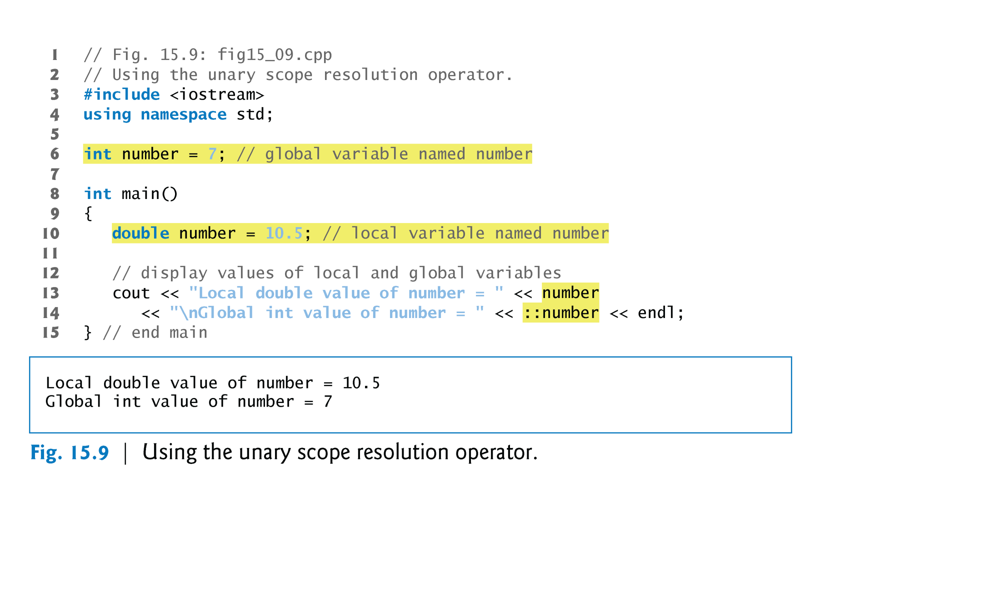 1 // Fig. 15.9: fig15_09.cpp
2 // Using the unary scope resolution operator.
3 #include <iostream>
4 using namespace std;
5
6 int number = 7; // global variable named number
7
8 int main()
9 {
10    double number = 10.5; // local variable named number
11
12    // display values of local and global variables
13    cout << "Local double value of number = " << number
14       << "\nGlobal int value of number = " << ::number << endl;
15 } // end main
Local double value of number = 10.5
Global int value of number = 7
Fig. 15.9 | Using the unary scope resolution operator.